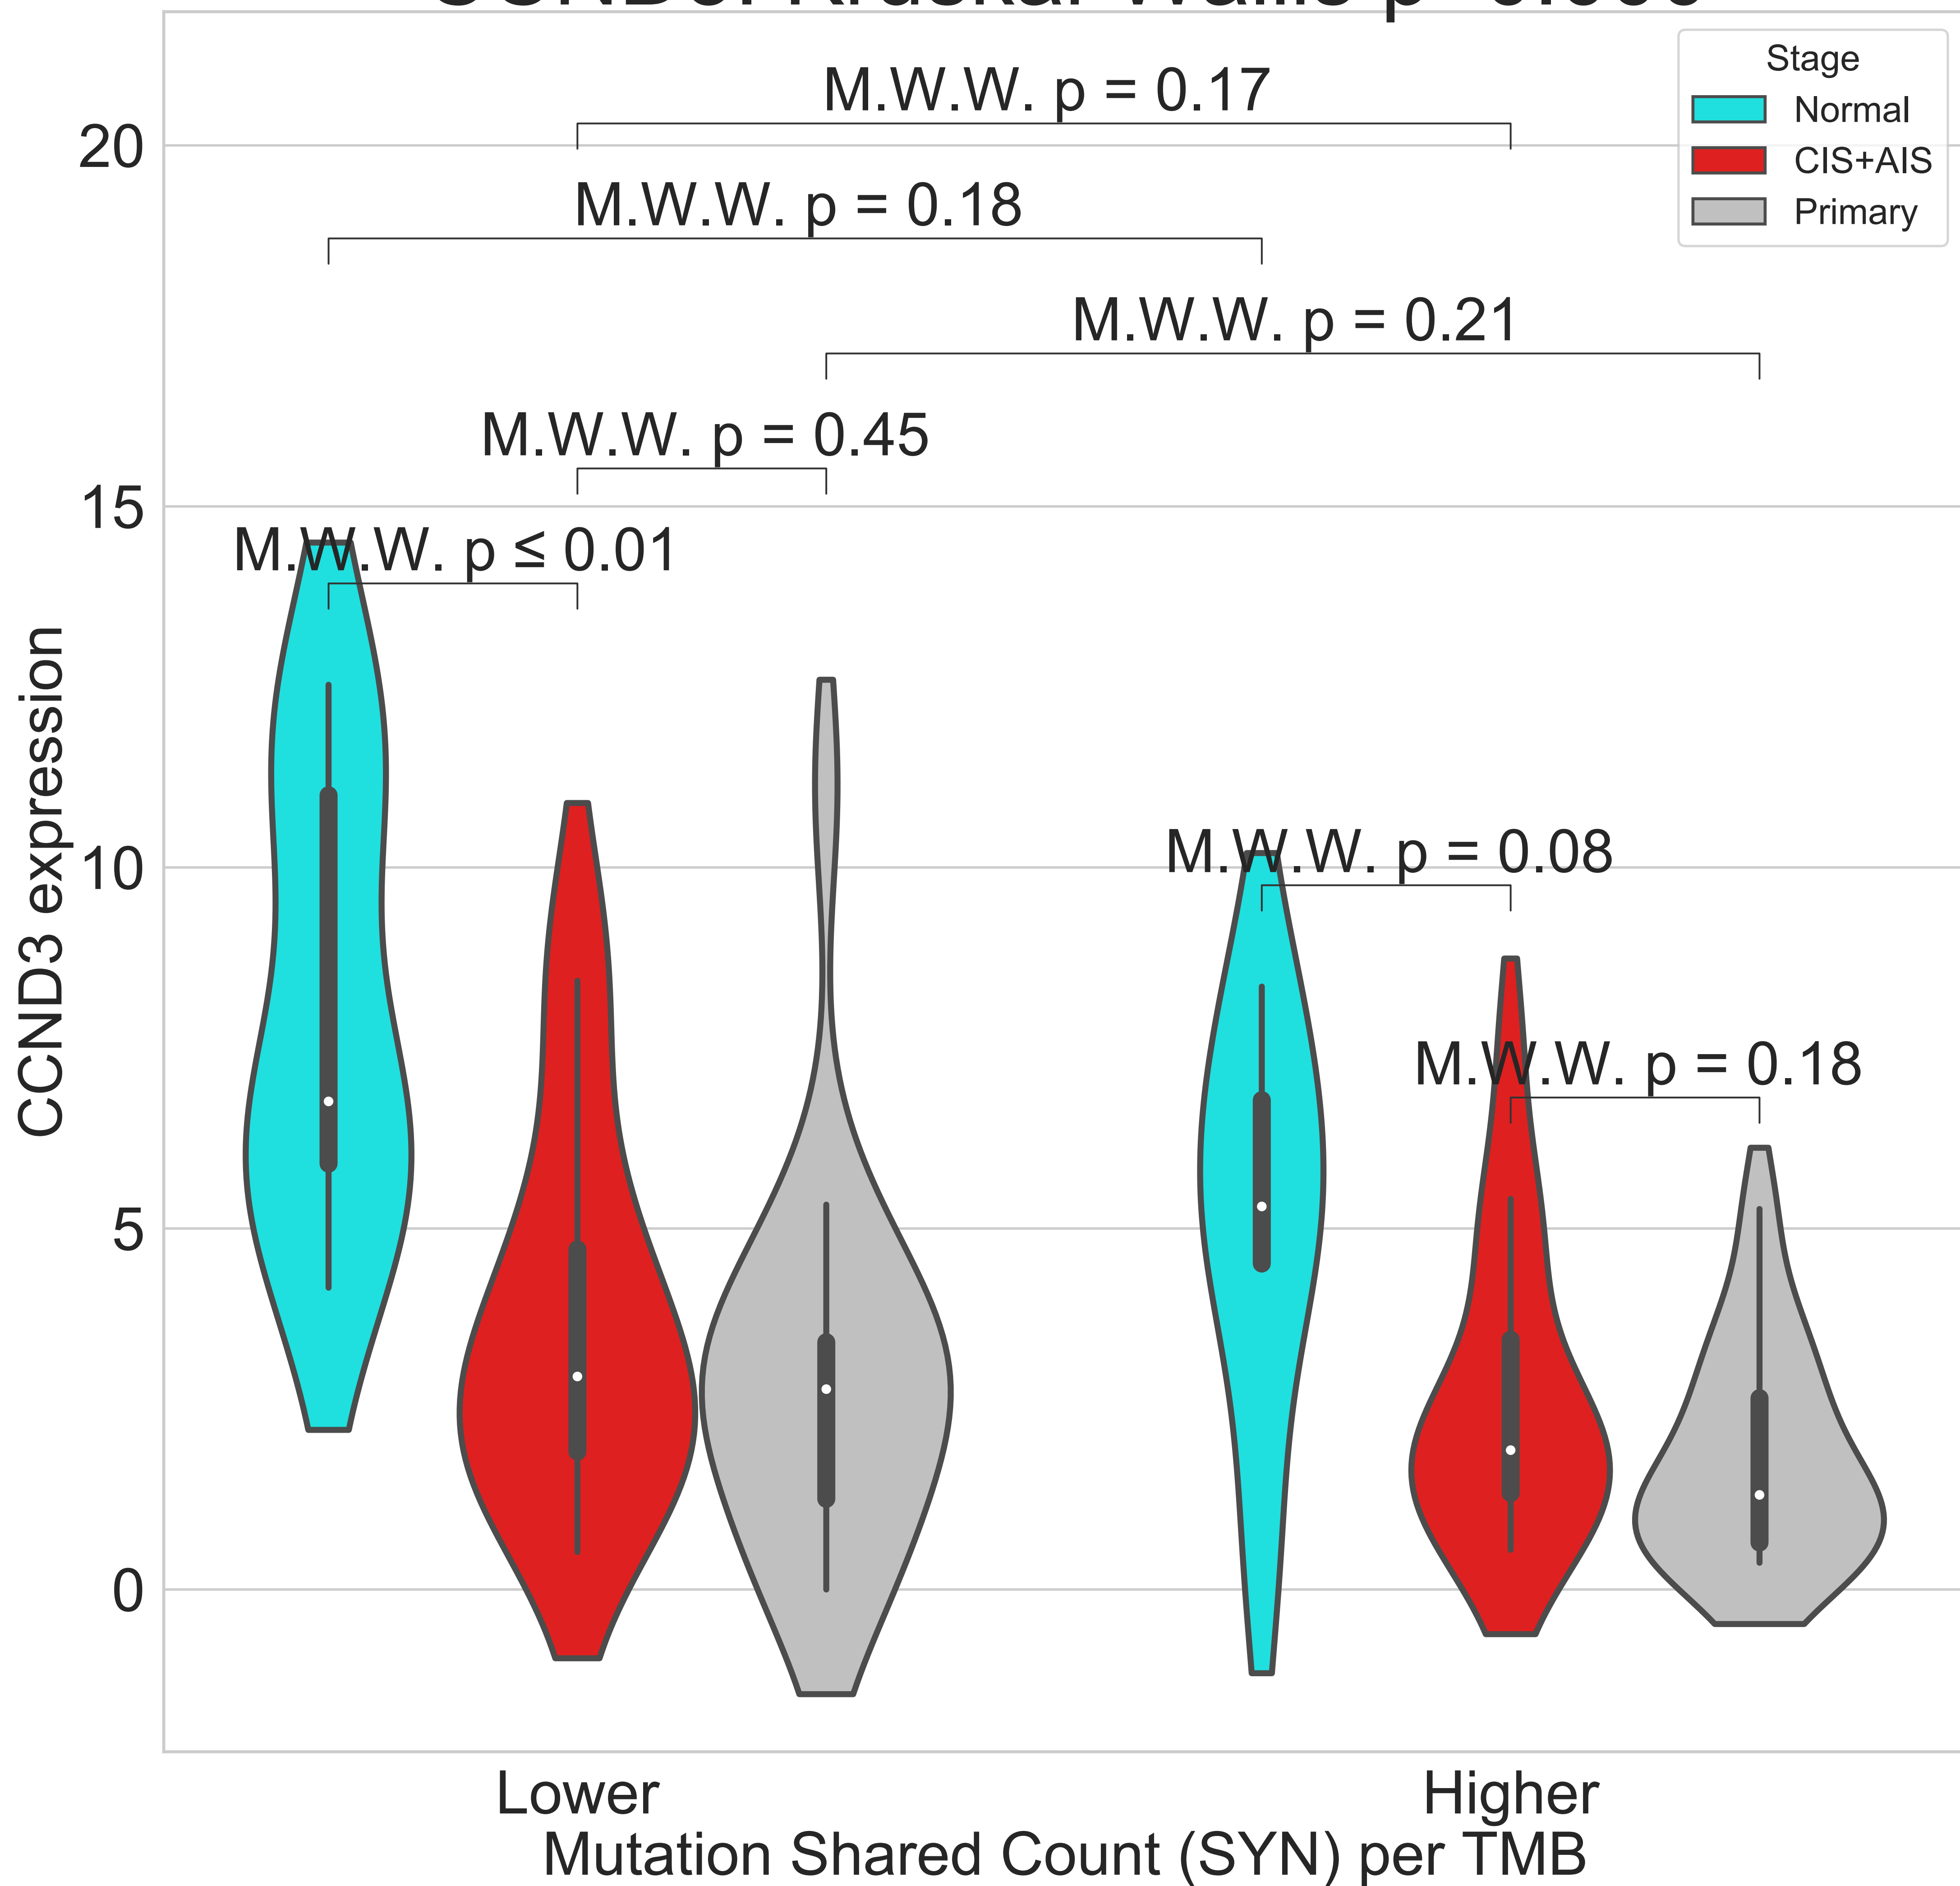 Stage
Normal
CIS+AIS
Primary
M.W.W. p = 0.17
M.W.W. p = 0.18
M.W.W. p = 0.21
M.W.W. p = 0.45
M.W.W. p ≤ 0.01
M.W.W. p = 0.08
M.W.W. p = 0.18
20
15
10
5
0
CCND3 expression
Lower
Higher
Mutation Shared Count (SYN) per TMB